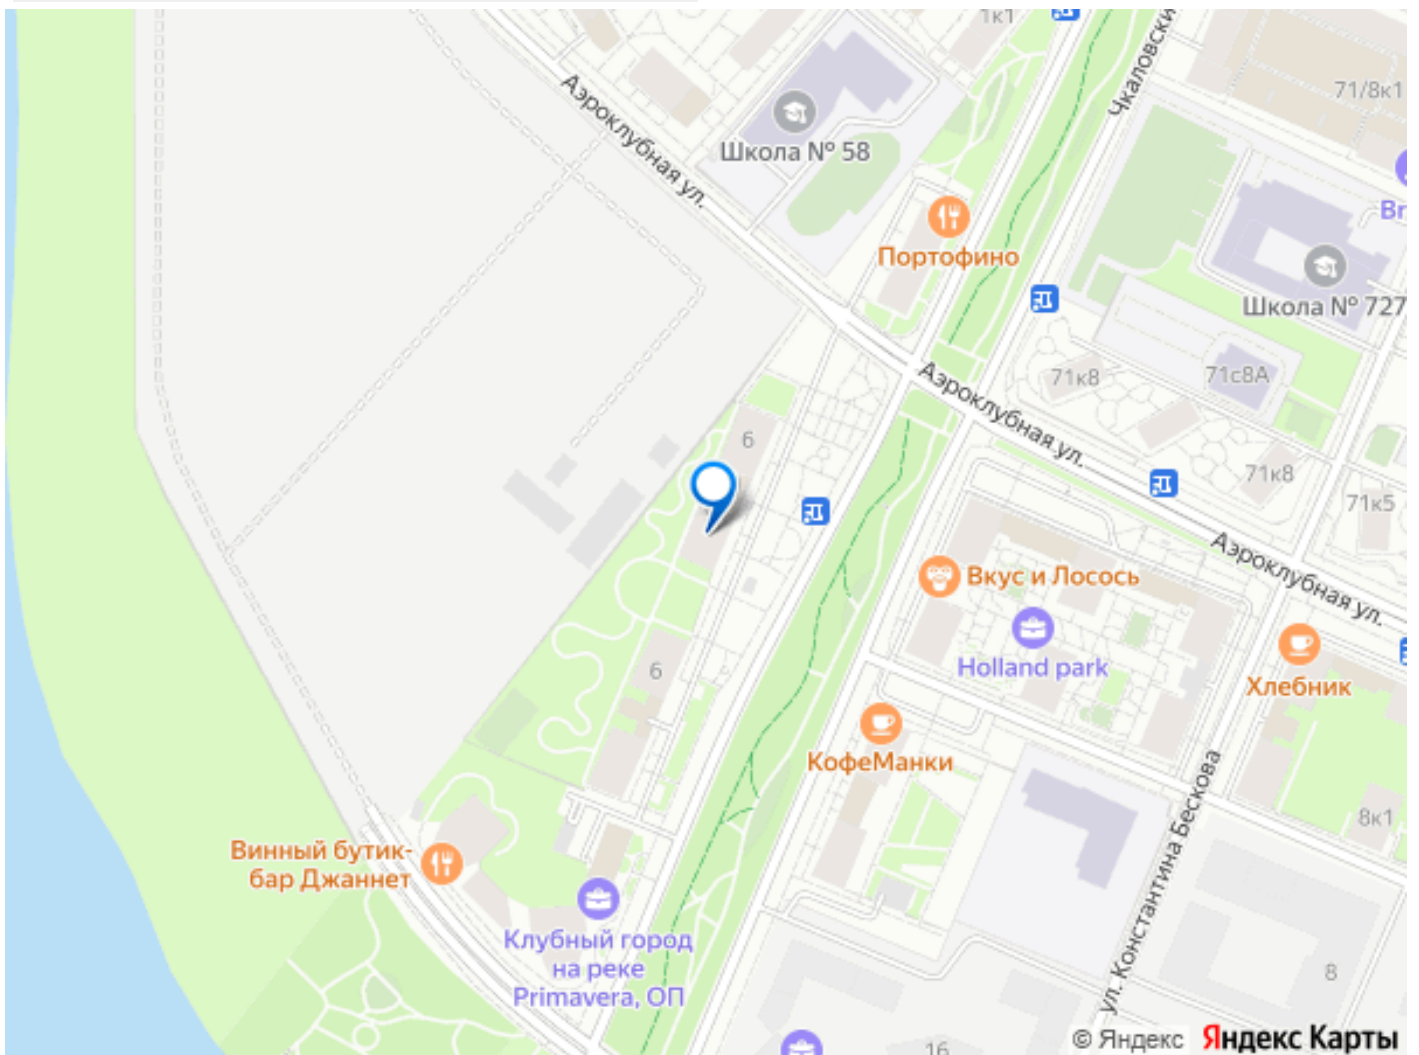 1к1
Чкаловски
71/8к1
Аэроклубная ул.
Школа № 58
Br
Портофино
Школа № 727
71к8
71с8А
Аэроклубная ул.
6
71к8
71к5
Аэроклубная ул.
Вкус и Лосось
Holland park
6
Хлебник
КофеМанки
ул. Константина Бескова
8к1
Винный бутик-
бар Джаннет
Клубный город
на реке
Primavera, ОП
8
16
© Яндекс Яндекс Карты